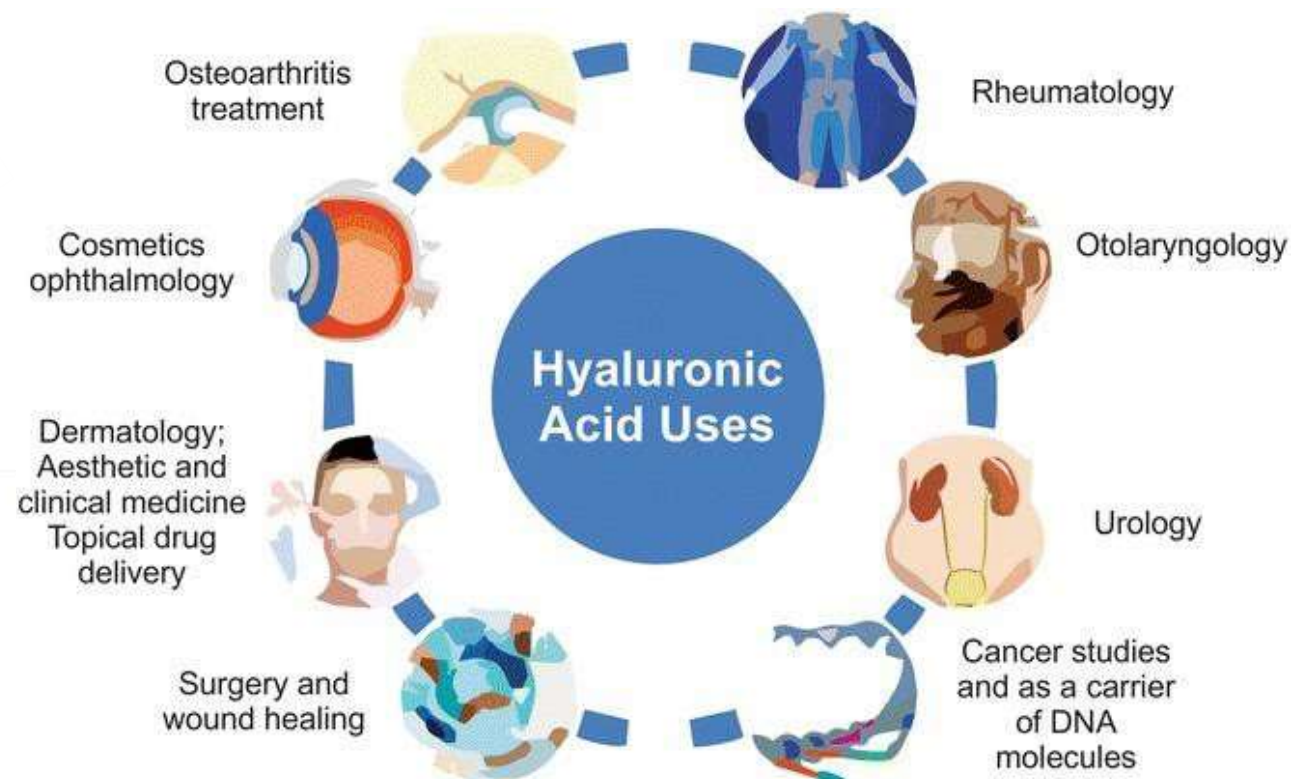 Osteoarthritis
treatment
Rheumatology
Cosmetics
ophthalmology
Otolaryngology
Hyaluronic
Acid Uses
Dermatology;
Aesthetic and
clinical medicine
Topical drug
delivery
Urology
Surgery and
wound healing
Cancer studies
and as a carrier
of DNA
molecules